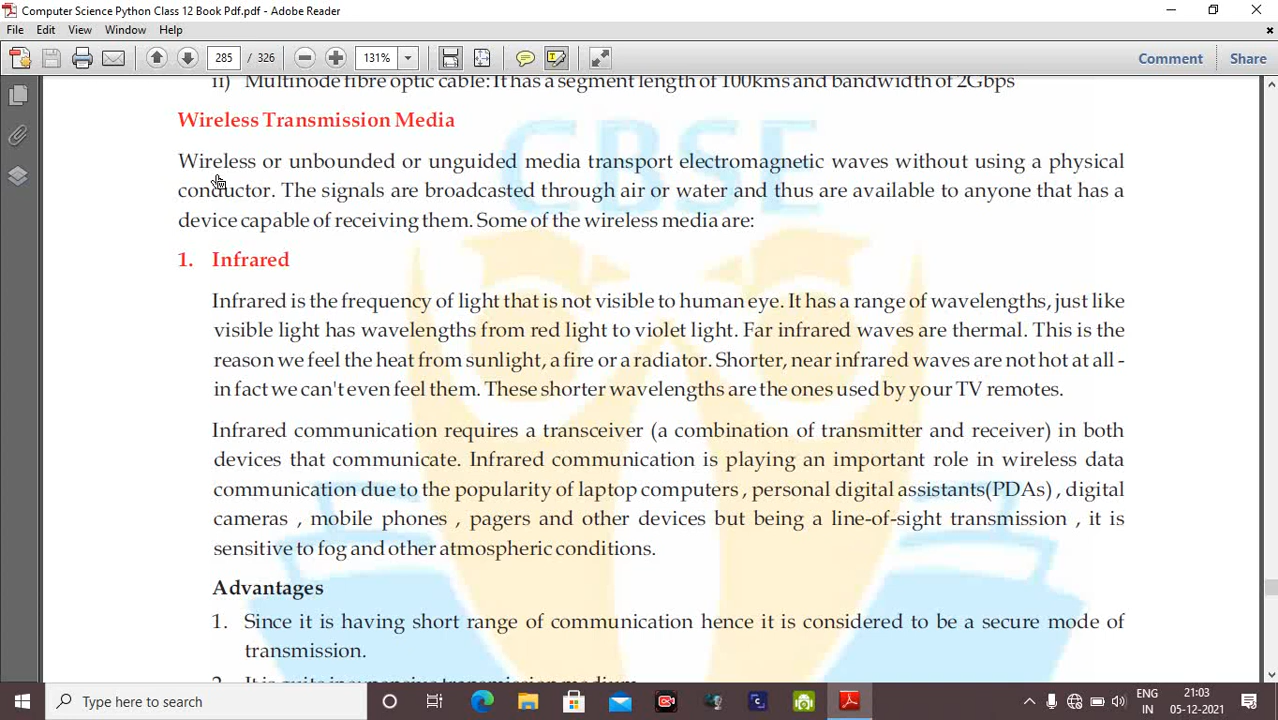 Computer Science Python Class 12 Book Pdf.pdf - Adobe Reader
File Edit View Window Help
285 / 326 131% Comment Share
ii) Multinode fibre optic cable: It has a segment length of 100kms and bandwidth of 2Gbps
Wireless Transmission Media
Wireless or unbounded or unguided media transport electromagnetic waves without using a physical
conductor. The signals are broadcasted through air or water and thus are available to anyone that has a
device capable of receiving them. Some of the wireless media are:
1. Infrared
Infrared is the frequency of light that is not visible to human eye. It has a range of wavelengths, just like
visible light has wavelengths from red light to violet light. Far infrared waves are thermal. This is the
reason we feel the heat from sunlight, a fire or a radiator. Shorter, near infrared waves are not hot at all -
in fact we can't even feel them. These shorter wavelengths are the ones used by your TV remotes.
Infrared communication requires a transceiver (a combination of transmitter and receiver) in both
devices that communicate. Infrared communication is playing an important role in wireless data
communication due to the popularity of laptop computers , personal digital assistants(PDAs) , digital
cameras , mobile phones , pagers and other devices but being a line-of-sight transmission , it is
sensitive to fog and other atmospheric conditions.
Advantages
1. Since it is having short range of communication hence it is considered to be a secure mode of
transmission.
2. It is quite inexpensive transmission medium.
CBSE
Type here to search
ENG
IN
21:03
05-12-2021